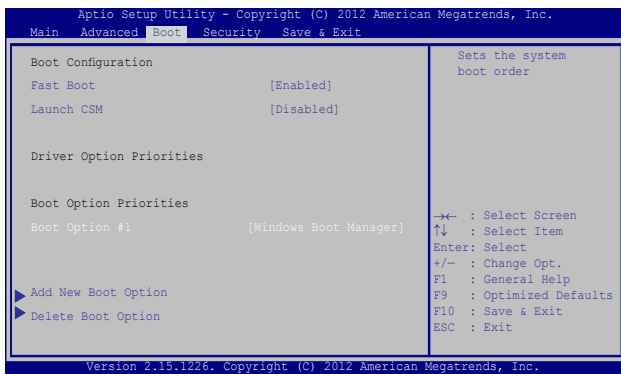 Aptio Setup Utility - Copyright (C) 2012 American Megatrends, Inc.
Main Advanced Boot Security Save & Exit
Boot Configuration
Fast Boot [Enabled]
Launch CSM [Disabled]
Driver Option Priorities
Boot Option Priorities
Boot Option #1 [Windows Boot Manager]
Add New Boot Option
Delete Boot Option
Sets the system
boot order
→← : Select Screen
↑↓ : Select Item
Enter: Select
+/— : Change Opt.
F1 : General Help
F9 : Optimized Defaults
F10 : Save & Exit
ESC : Exit
Version 2.15.1226. Copyright (C) 2012 American Megatrends, Inc.